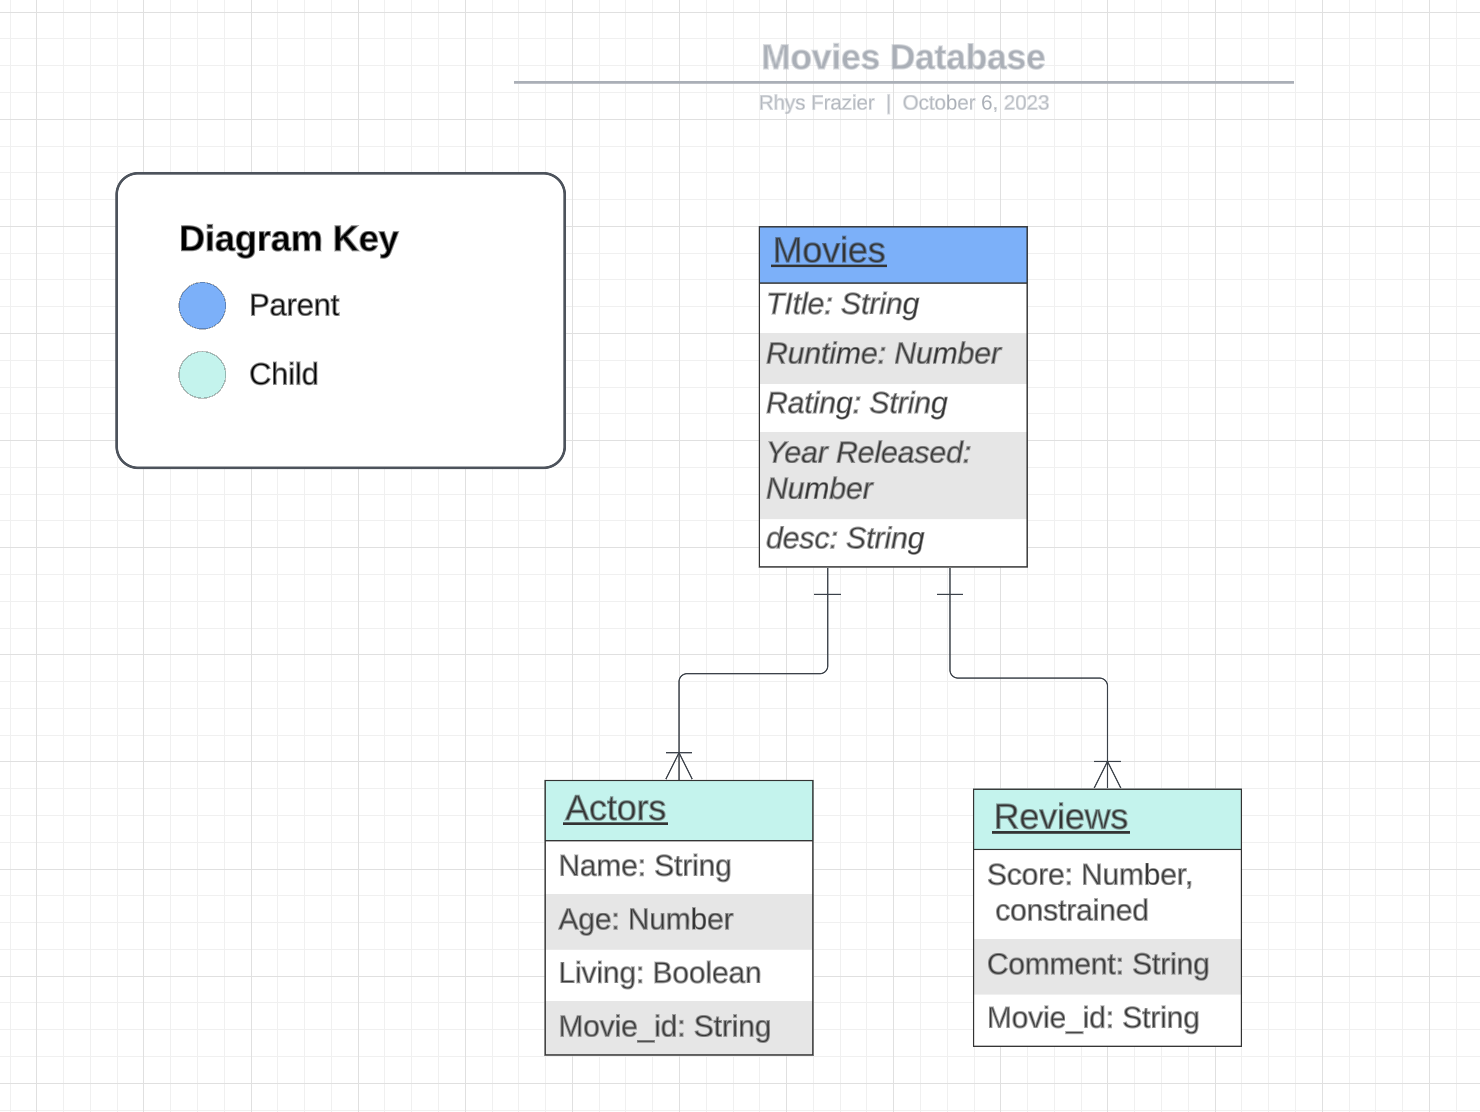 Movies Database
Rhys Frazier | October 6, 2023
Diagram Key
Parent
Child
Movies
TItle: String
Runtime: Number
Rating: String
Year Released:
Number
desc: String
Actors
Name: String
Age: Number
Living: Boolean
Movie_id: String
Reviews
Score: Number,
constrained
Comment: String
Movie_id: String